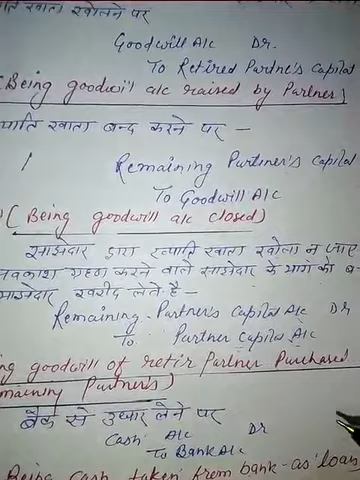 खाता खोलने पर
Goodwill A/c Dr.
To Retired Partner's Capital
(Being goodwill a/c raised by Partner)
ख्याति खाता बन्द करने पर –
Remaining Partiner's Capital
To Goodwill A/c
(Being goodwill a/c closed)
साझेदार द्वारा ख्याति खाता खोला न जाए
अवकाश ग्रहण करने वाले साझेदार के भाग को
साझेदार खरीद लेते है –
Remaining Partner's Capital A/c Dr
To Partner Capital A/c
goodwill of retir Partner Purchased
maining Partner's)
बैंक से उधार लेने पर
Cash A/c Dr
To Bank A/c
Being Cash taken from bank as loan